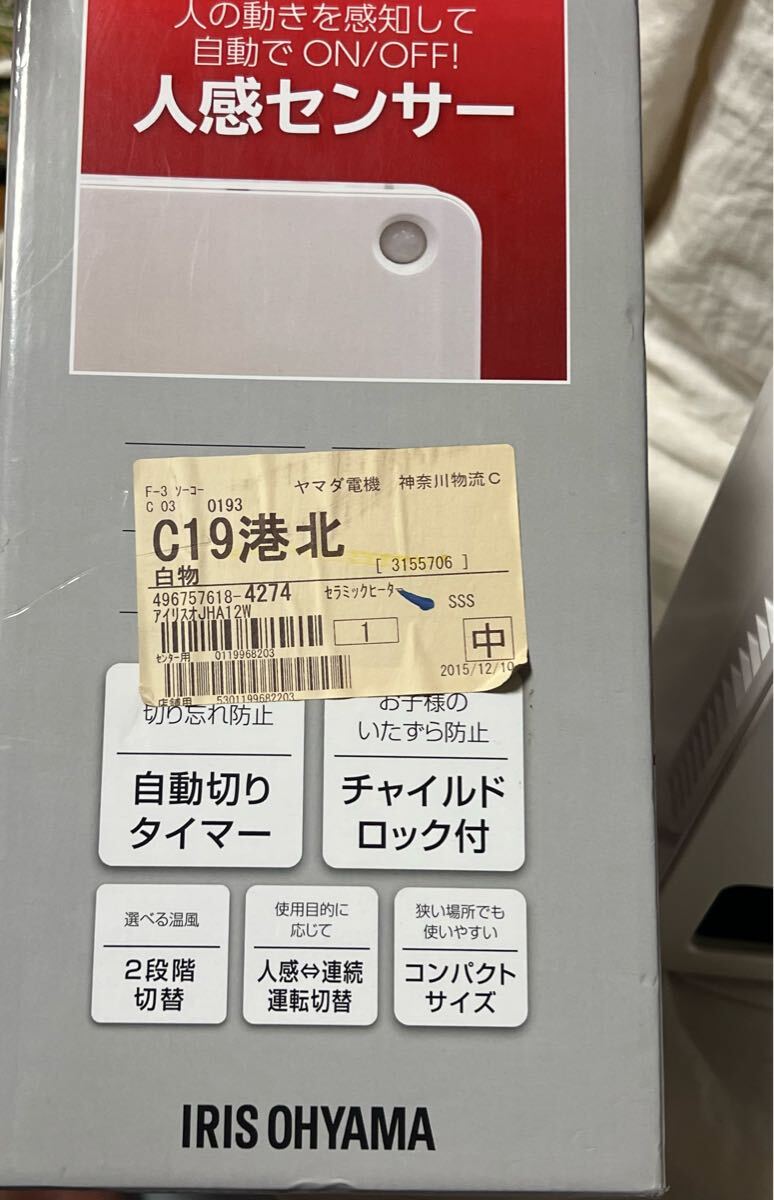 人の動きを感知して
自動で ON/OFF!
人感センサー
F-3 ソーコー
ヤマダ電機 神奈川物流C
C 03 0193
C19港北
[ 3155706 ]
白物
496757618-4274
セラミックヒーター
SSS
アイリスオJHA12W
1
中
センター用 0119968203
2015/12/10
店舗用 5301199682203
切り忘れ防止
自動切り
タイマー
お子様の
いたずら防止
チャイルド
ロック付
選べる温風
2段階
切替
使用目的に
応じて
人感⇔連続
運転切替
狭い場所でも
使いやすい
コンパクト
サイズ
IRIS OHYAMA